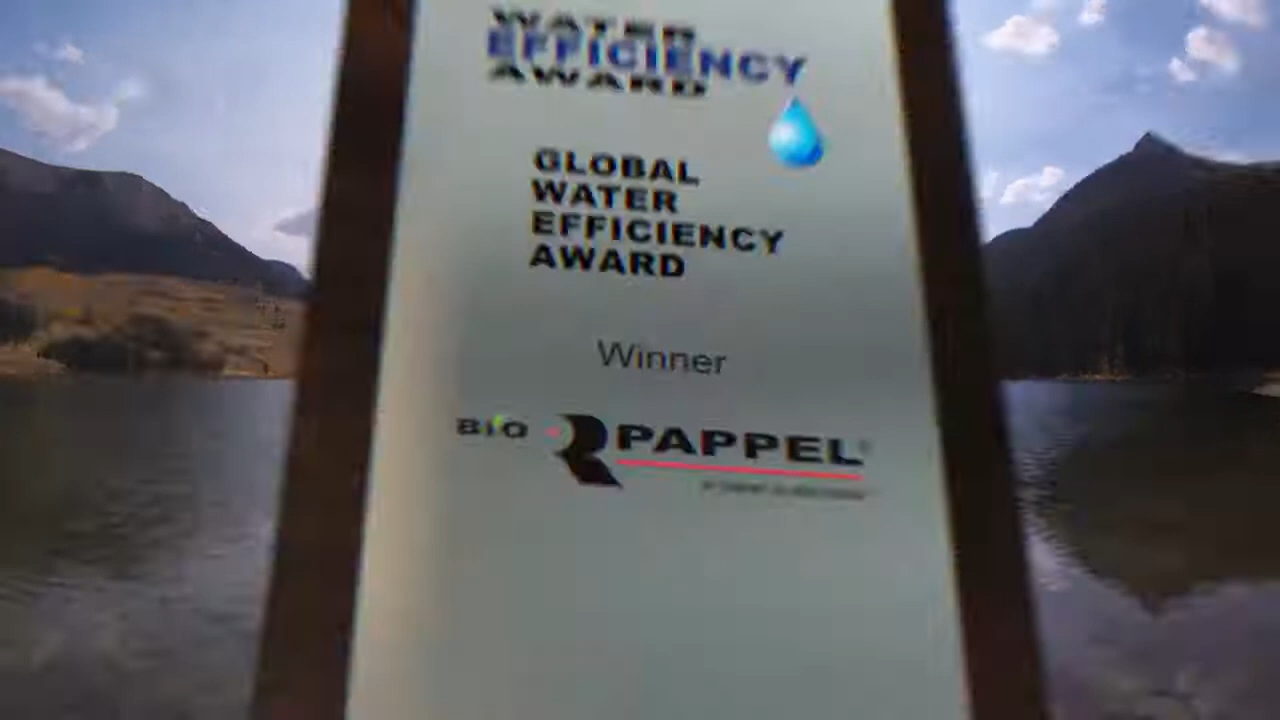 WATER
EFFICIENCY
AWARD
GLOBAL
WATER
EFFICIENCY
AWARD
Winner
BIO PAPPEL